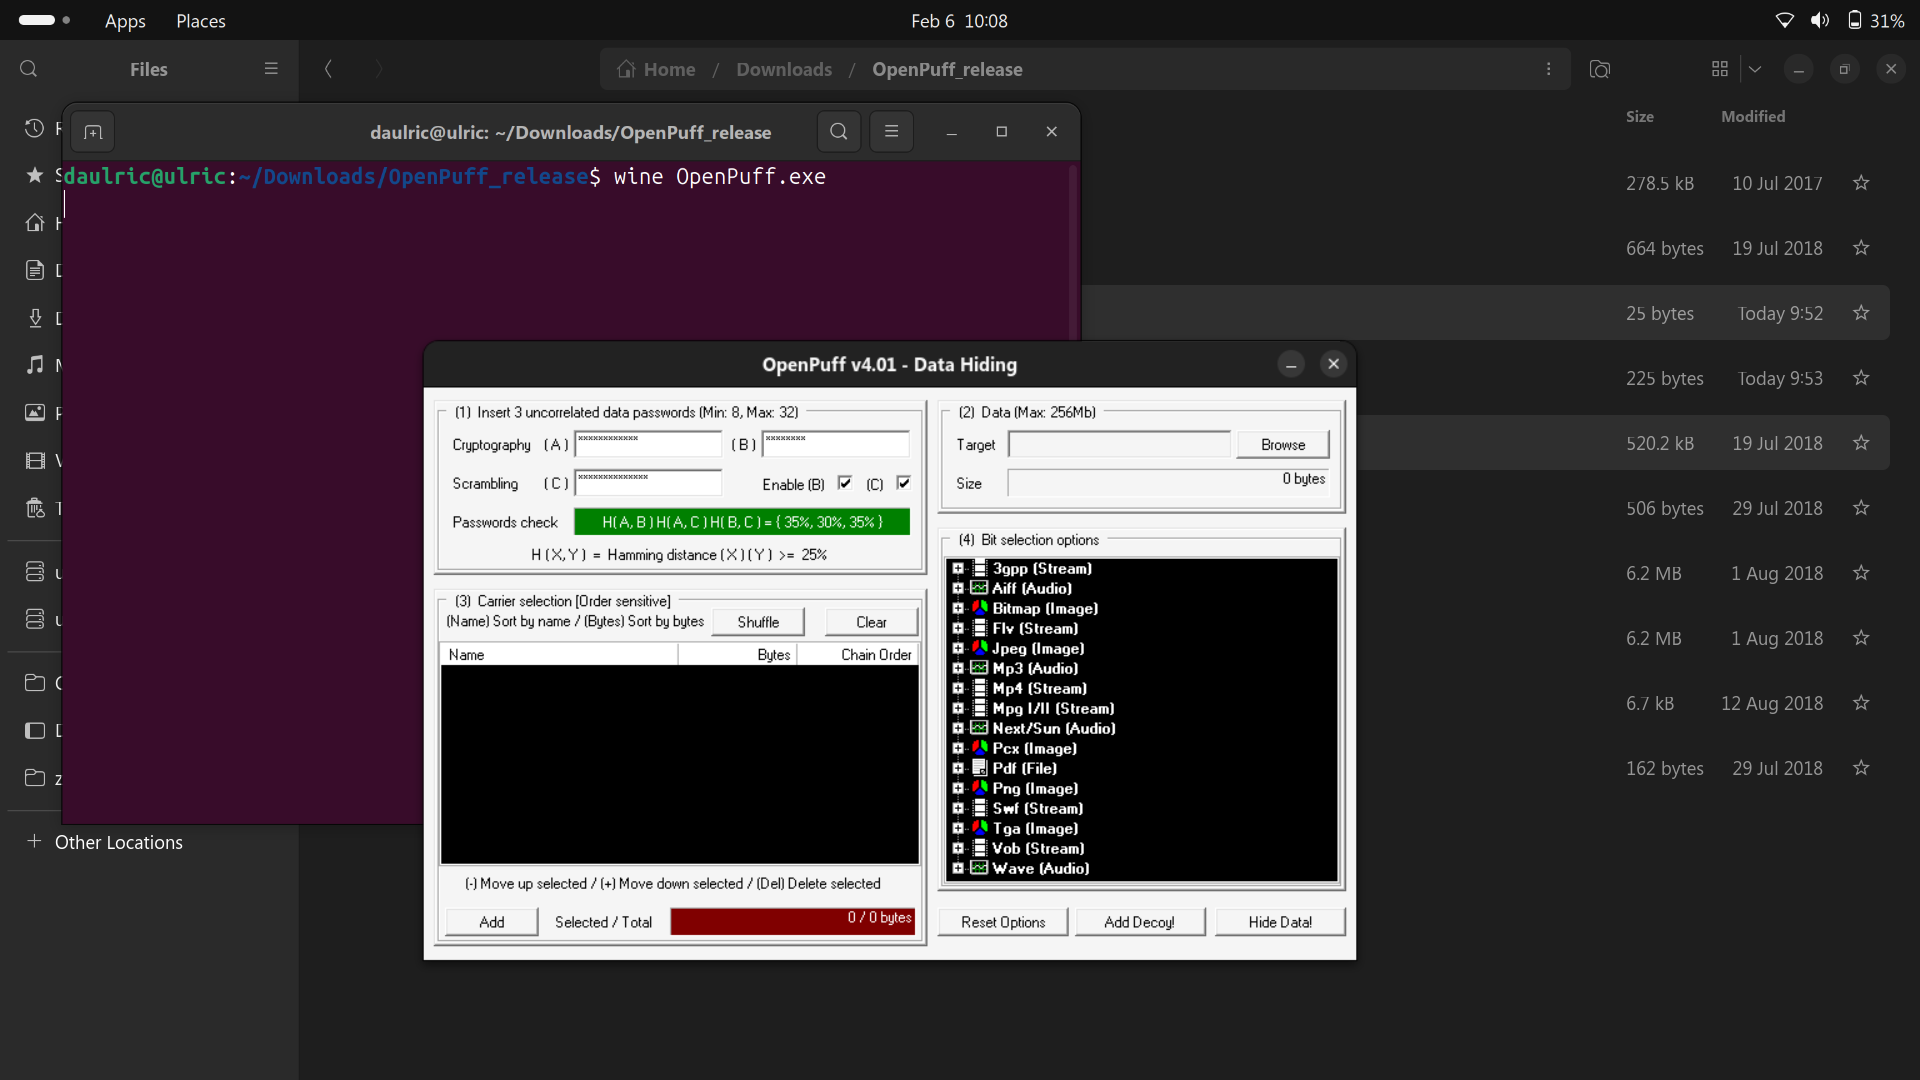 Apps Places Feb 6 10:08 31%
Files Home / Downloads / OpenPuff_release
Size Modified
daulric@ulric: ~/Downloads/OpenPuff_release
daulric@ulric:~/Downloads/OpenPuff_release$ wine OpenPuff.exe
278.5 kB 10 Jul 2017
664 bytes 19 Jul 2018
25 bytes Today 9:52
225 bytes Today 9:53
520.2 kB 19 Jul 2018
506 bytes 29 Jul 2018
6.2 MB 1 Aug 2018
6.2 MB 1 Aug 2018
6.7 kB 12 Aug 2018
162 bytes 29 Jul 2018
Other Locations
OpenPuff v4.01 - Data Hiding
(1) Insert 3 uncorrelated data passwords (Min: 8, Max: 32)
Cryptography (A) ************ (B) ********
Scrambling (C) ************** Enable (B) (C)
Passwords check H(A,B) H(A,C) H(B,C) = { 35%, 30%, 35% }
H(X,Y) = Hamming distance (X)(Y) >= 25%
(2) Data (Max: 256Mb)
Target Browse
Size 0 bytes
(3) Carrier selection [Order sensitive]
(Name) Sort by name / (Bytes) Sort by bytes Shuffle Clear
Name Bytes Chain Order
(-) Move up selected / (+) Move down selected / (Del) Delete selected
Add Selected / Total 0 / 0 bytes
(4) Bit selection options
3gpp (Stream)
Aiff (Audio)
Bitmap (Image)
Flv (Stream)
Jpeg (Image)
Mp3 (Audio)
Mp4 (Stream)
Mpg I/II (Stream)
Next/Sun (Audio)
Pcx (Image)
Pdf (File)
Png (Image)
Swf (Stream)
Tga (Image)
Vob (Stream)
Wave (Audio)
Reset Options Add Decoy! Hide Data!